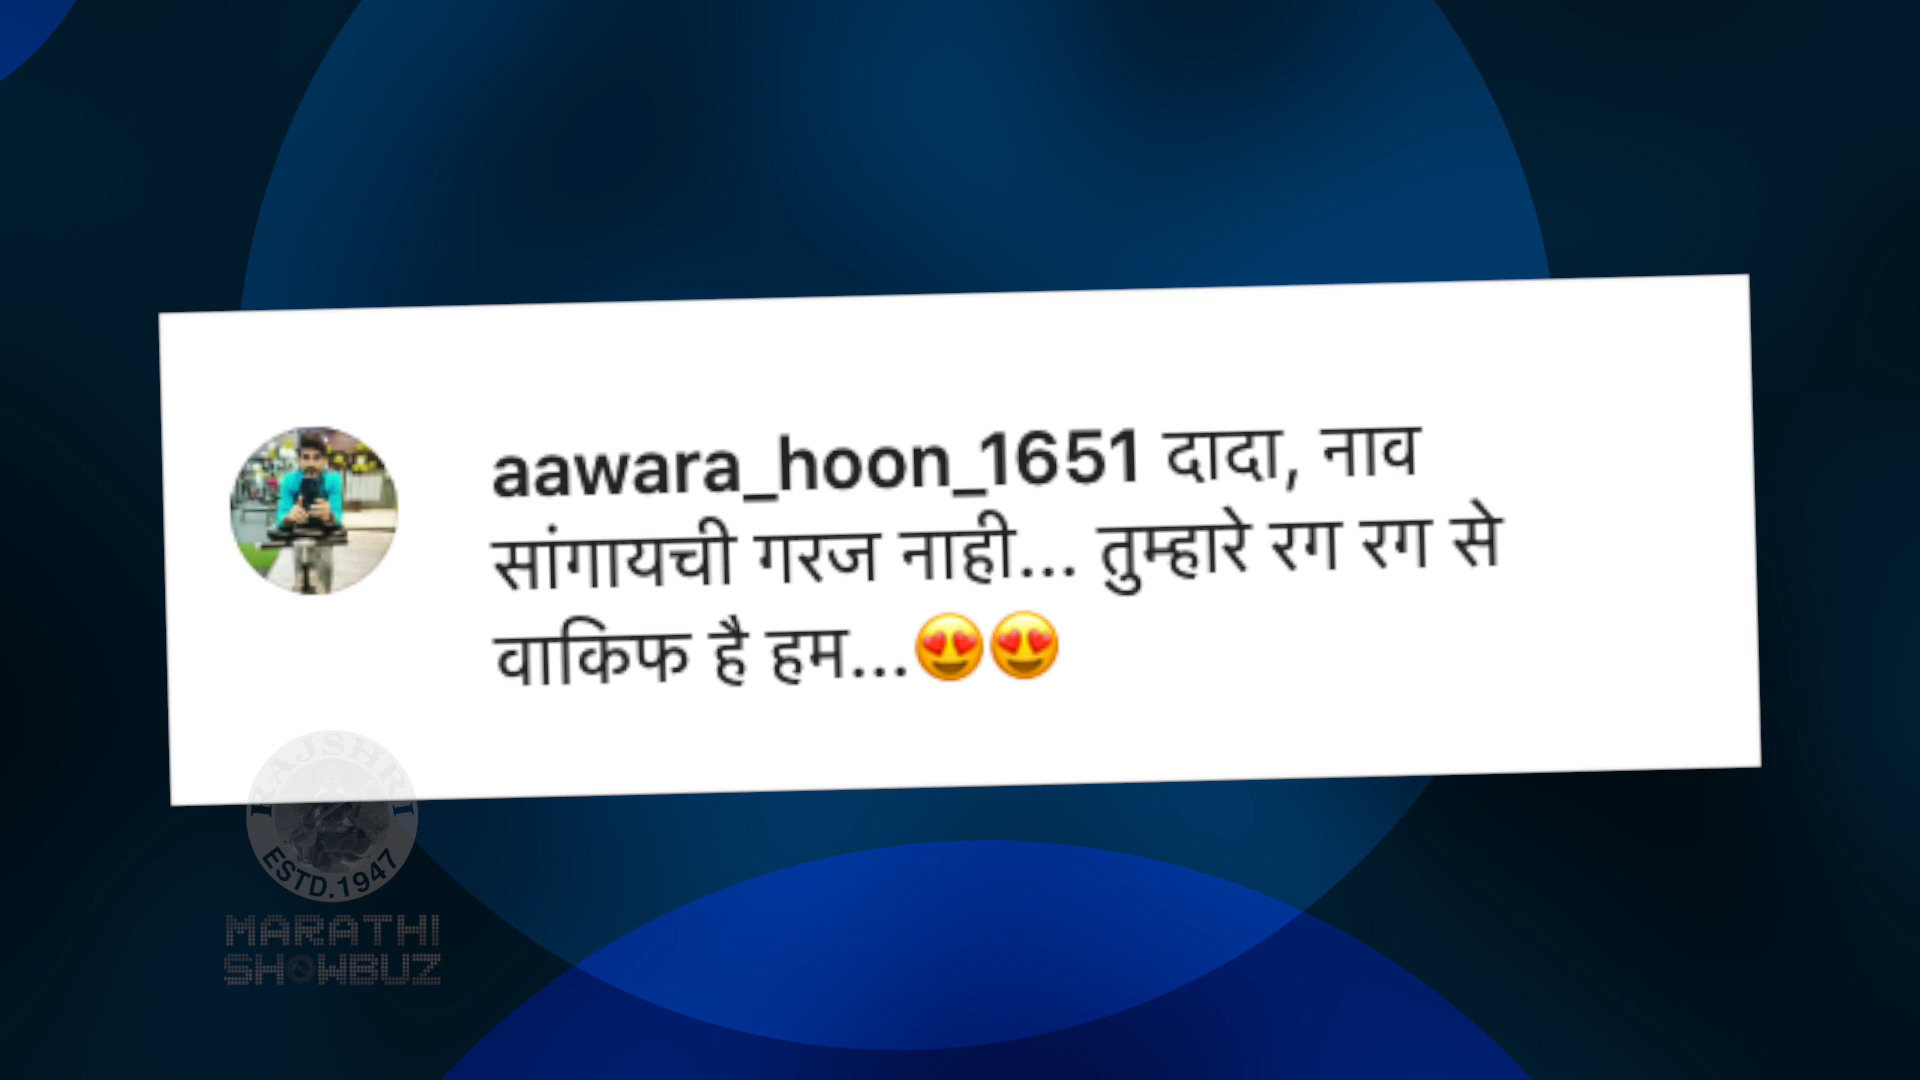 aawara_hoon_1651 दादा, नाव
सांगायची गरज नाही... तुम्हारे रग रग से
वाकिफ है हम...😍😍
RAJSHRI
ESTD.1947
MARATHI
SHOWBUZ